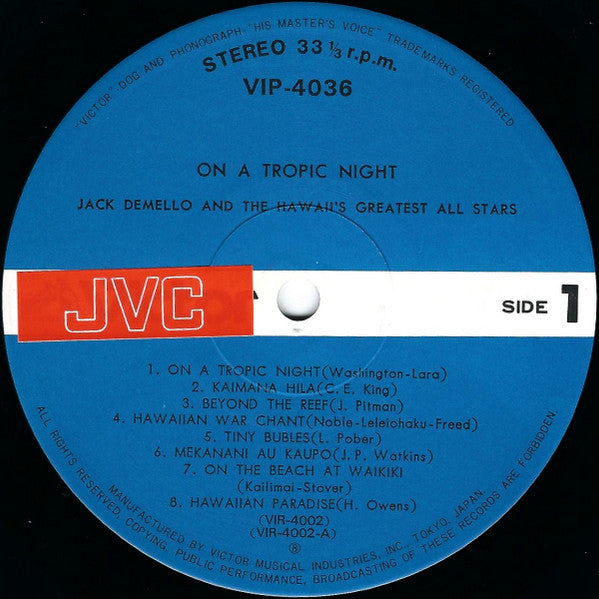 "VICTOR"-DOG AND PHONOGRAPH-"HIS MASTER'S VOICE" TRADEMARKS REGISTERED
STEREO 33 1/3 r.p.m.
VIP-4036
ON A TROPIC NIGHT
JACK DEMELLO AND THE HAWAII'S GREATEST ALL STARS
JVC
SIDE 1
1. ON A TROPIC NIGHT(Washington-Lara)
2. KAIMANA HILA(C. E. King)
3. BEYOND THE REEF(J. Pitman)
4. HAWAIIAN WAR CHANT(Noble-Leleiohaku-Freed)
5. TINY BUBLES(L. Pober)
6. MEKANANI AU KAUPO(J. P. Watkins)
7. ON THE BEACH AT WAIKIKI
(Kailimai-Stover)
8. HAWAIIAN PARADISE(H. Owens)
(VIR-4002)
(VIR-4002-A)
MANUFACTURED BY VICTOR MUSICAL INDUSTRIES, INC. TOKYO, JAPAN.
ALL RIGHTS RESERVED, COPYING, PUBLIC PERFORMANCE, BROADCASTING OF THESE RECORDS ARE FORBIDDEN.